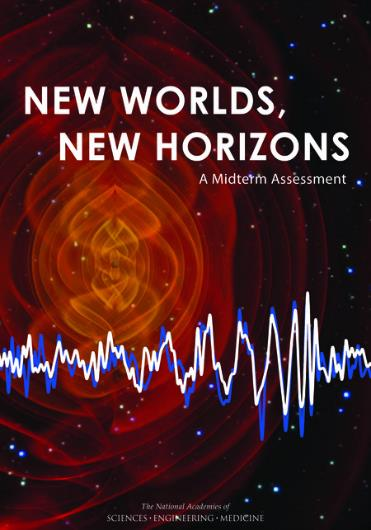 NEW WORLDS,
NEW HORIZONS
A Midterm Assessment
The National Academies of
SCIENCES • ENGINEERING • MEDICINE